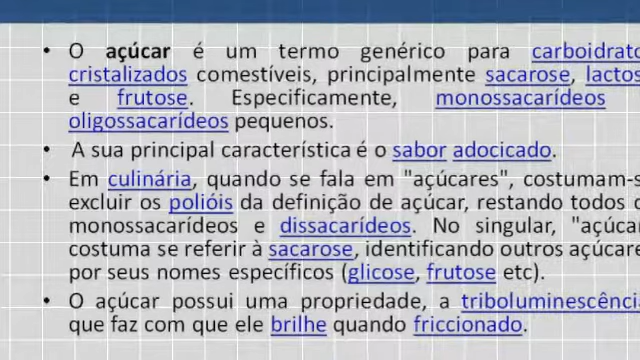 • O açúcar é um termo genérico para carboidrato
cristalizados comestíveis, principalmente sacarose, lactos
e frutose. Especificamente, monossacarídeos
oligossacarídeos pequenos.
• A sua principal característica é o sabor adocicado.
• Em culinária, quando se fala em "açúcares", costumam-s
excluir os polióis da definição de açúcar, restando todos o
monossacarídeos e dissacarídeos. No singular, "açúcar
costuma se referir à sacarose, identificando outros açúcare
por seus nomes específicos (glicose, frutose etc).
• O açúcar possui uma propriedade, a triboluminescência
que faz com que ele brilhe quando friccionado.